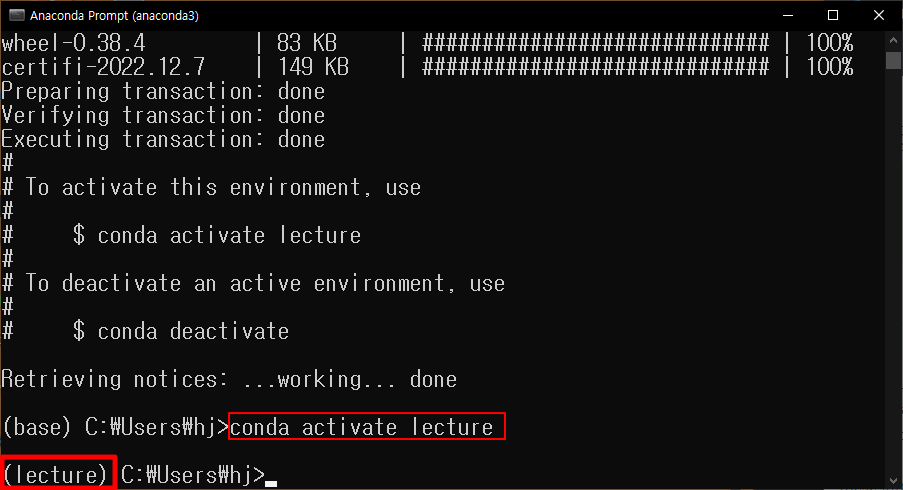 Anaconda Prompt (anaconda3)
wheel-0.38.4 | 83 KB | ############################# | 100%
certifi-2022.12.7 | 149 KB | ############################# | 100%
Preparing transaction: done
Verifying transaction: done
Executing transaction: done
#
# To activate this environment, use
#
# $ conda activate lecture
#
# To deactivate an active environment, use
#
# $ conda deactivate
Retrieving notices: ...working... done
(base) C:₩Users₩hj>conda activate lecture
(lecture) C:₩Users₩hj>